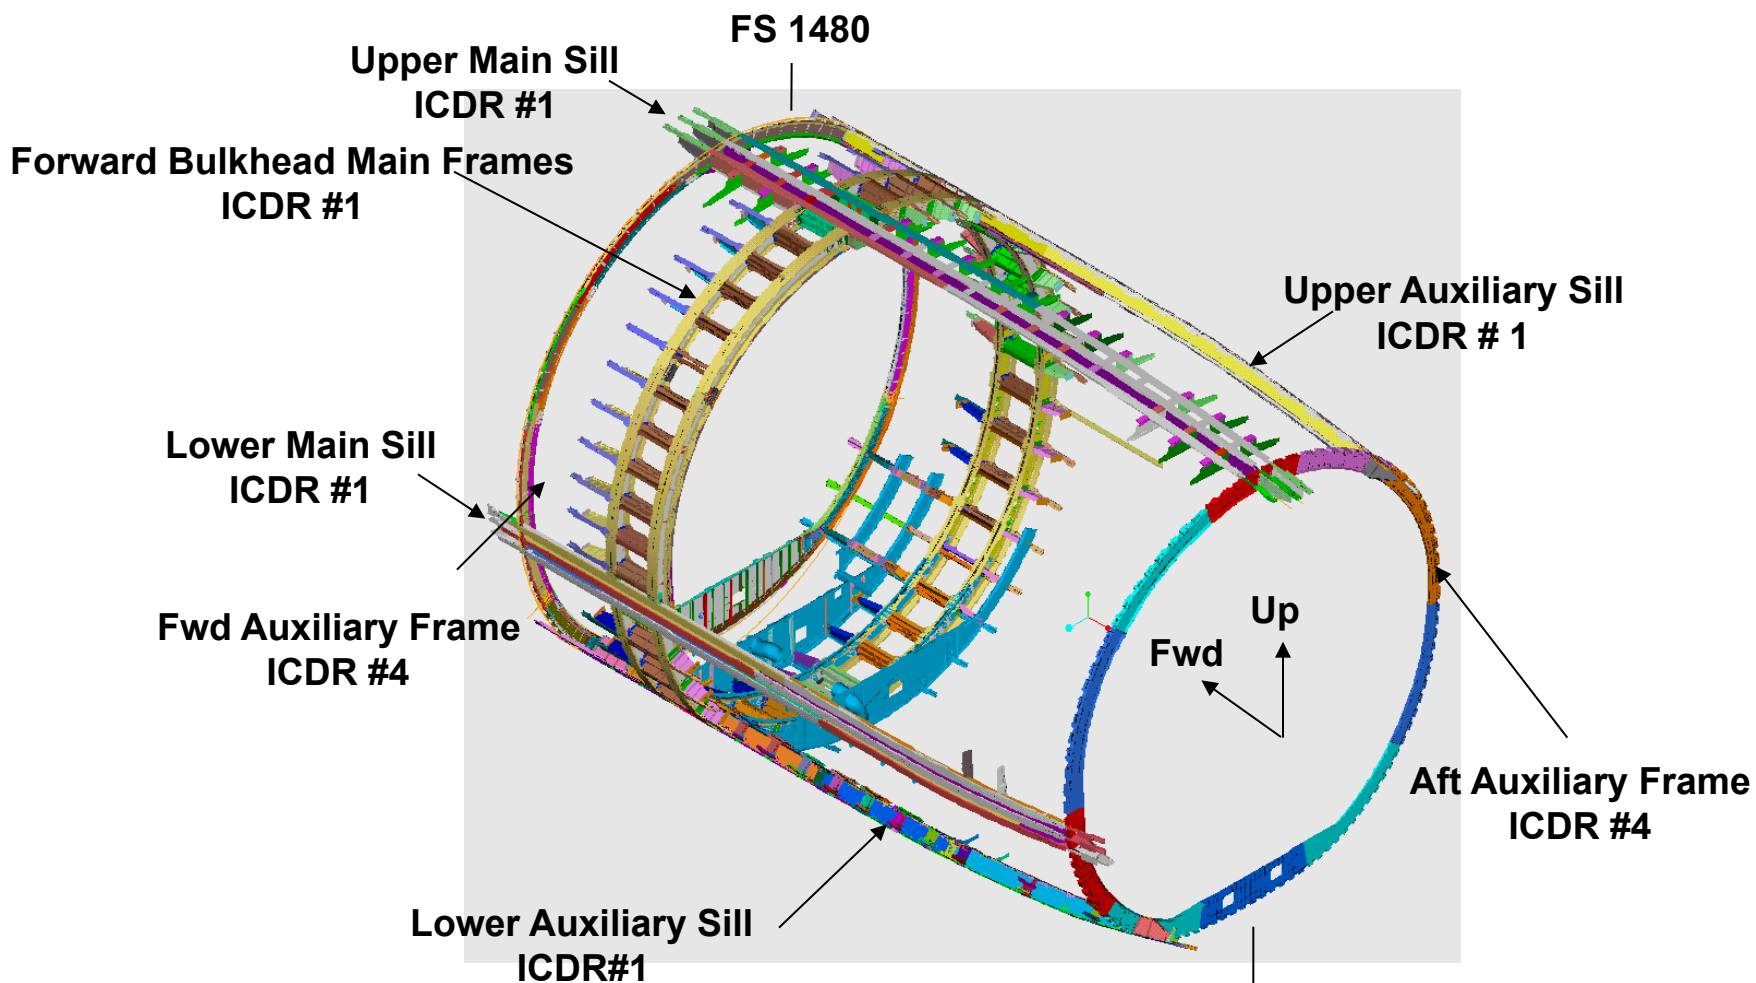 FS 1480
Upper Main Sill
ICDR #1
Forward Bulkhead Main Frames
ICDR #1
Upper Auxiliary Sill
ICDR # 1
Lower Main Sill
ICDR #1
Fwd Auxiliary Frame
ICDR #4
Up
Fwd
Aft Auxiliary Frame
ICDR #4
Lower Auxiliary Sill
ICDR#1